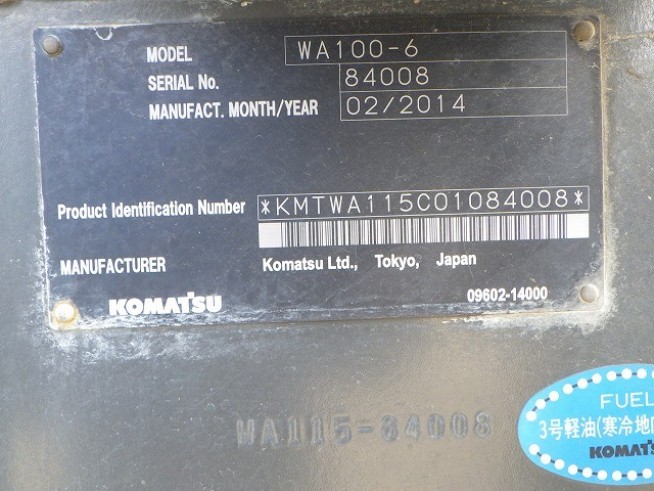 MODEL WA100-6
SERIAL No. 84008
MANUFACT. MONTH/YEAR 02/2014
Product Identification Number *KMTWA115C01084008*
MANUFACTURER Komatsu Ltd., Tokyo, Japan
KOMATSU 09602-14000
WA115-84008
FUEL
3号軽油(寒冷地
KOMATS